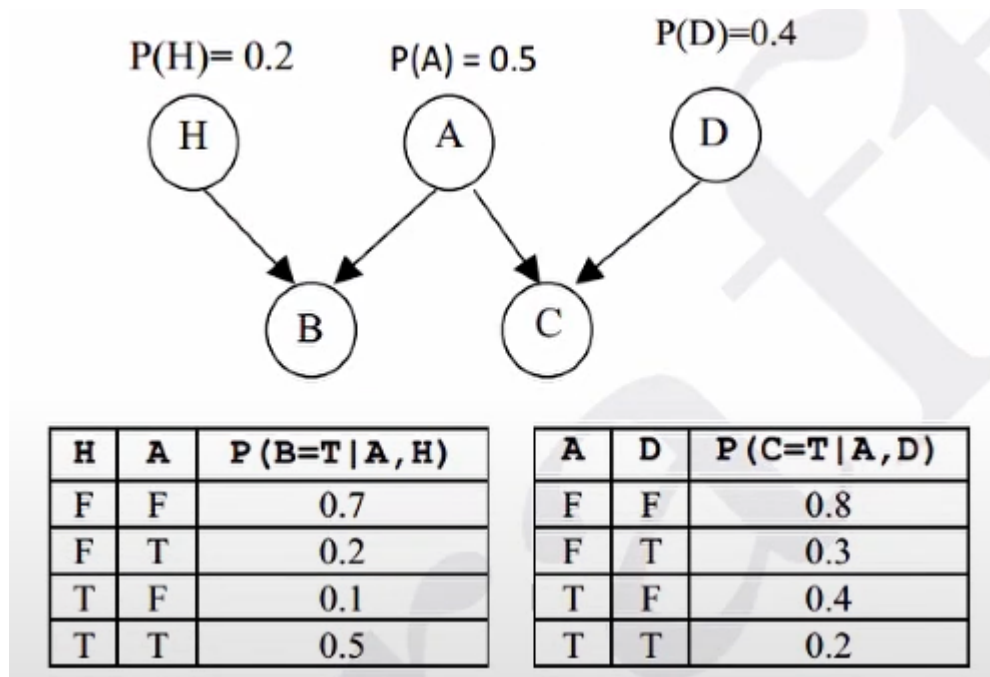 P(H)= 0.2 P(A) = 0.5 P(D)=0.4
H A D
B C
H A P(B=T|A,H)
F F 0.7
F T 0.2
T F 0.1
T T 0.5
A D P(C=T|A,D)
F F 0.8
F T 0.3
T F 0.4
T T 0.2